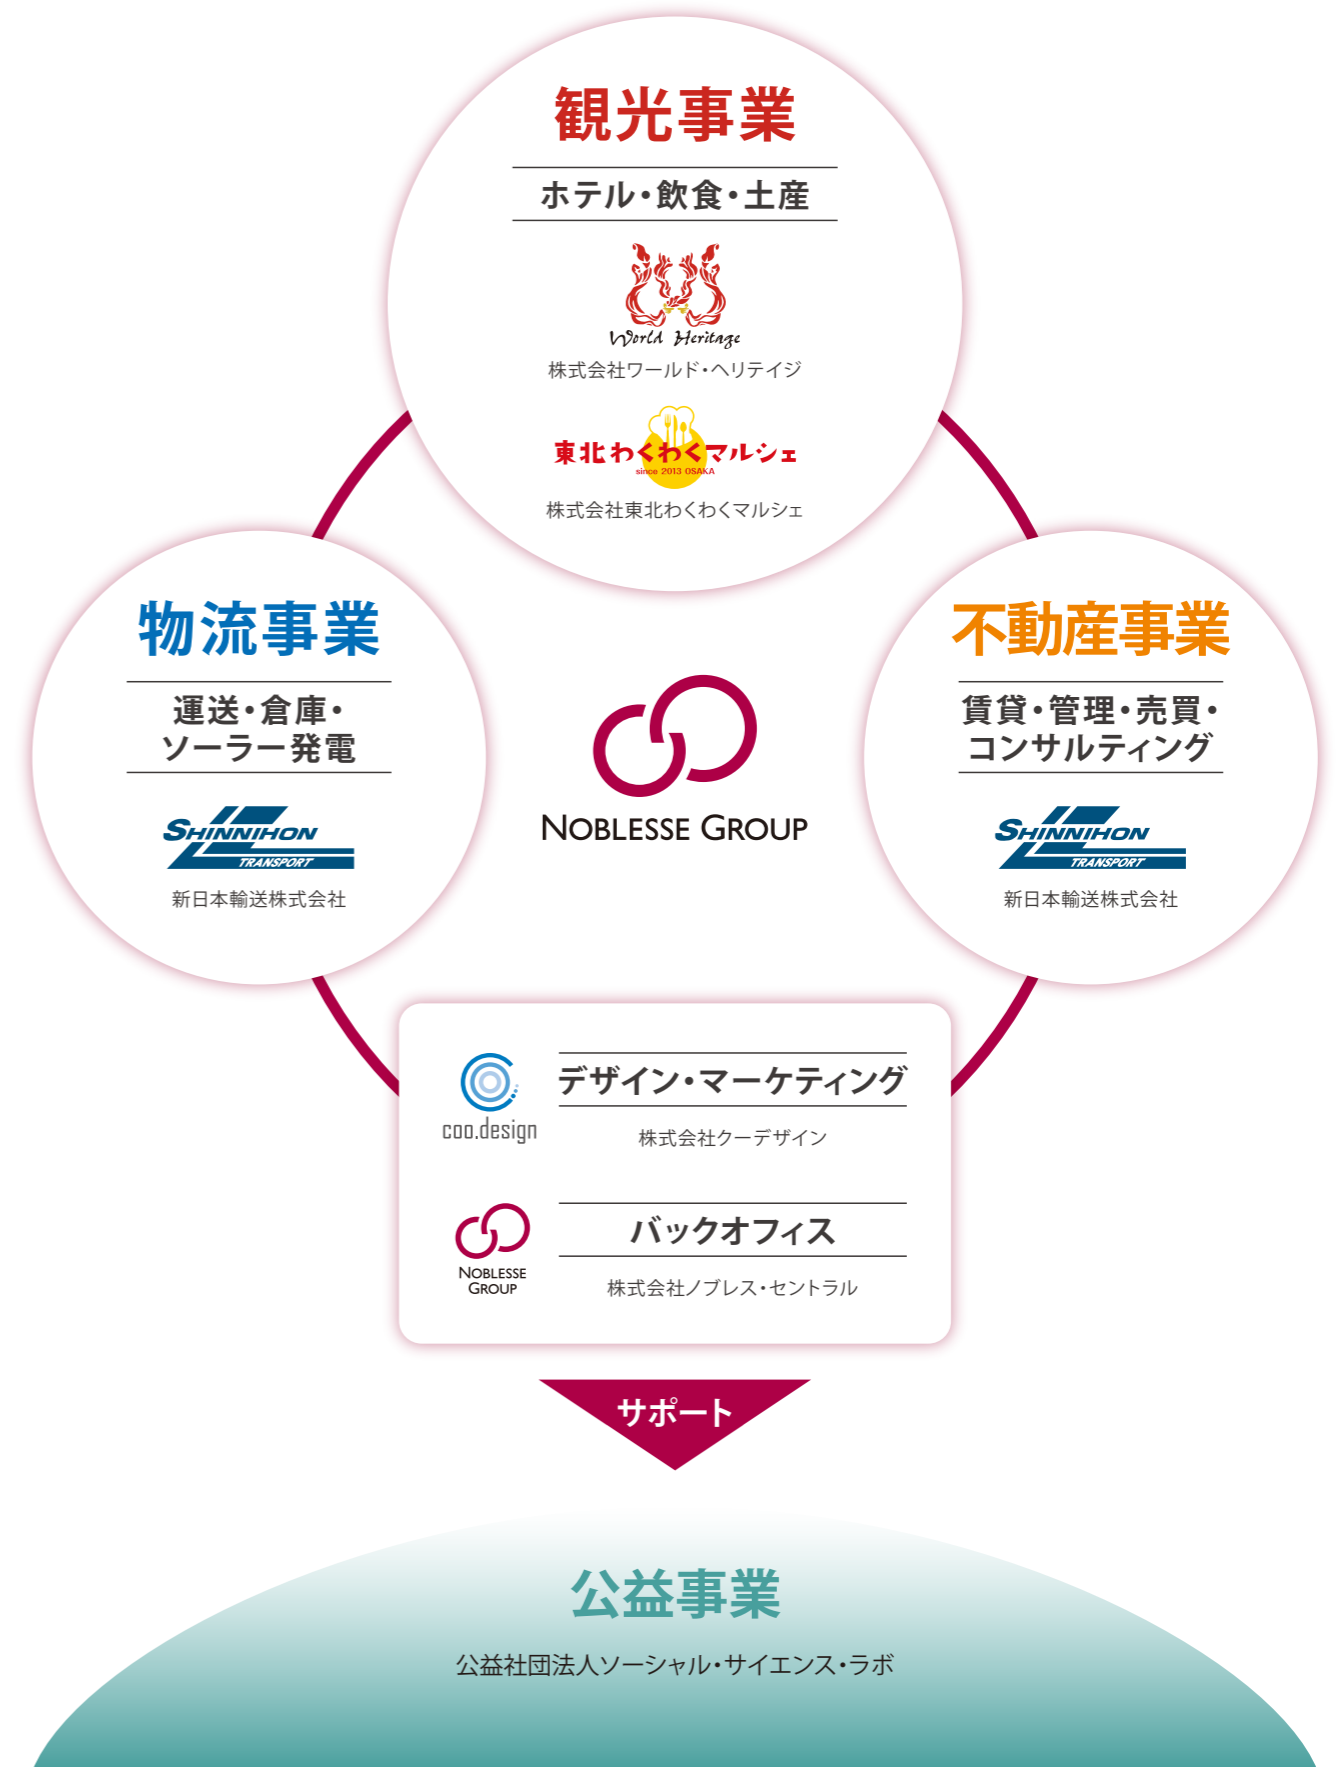 観光事業
ホテル・飲食・土産
World Heritage
株式会社ワールド・ヘリテイジ
東北わくわくマルシェ
since 2013 OSAKA
株式会社東北わくわくマルシェ
物流事業
運送・倉庫・
ソーラー発電
SHINNIHON
TRANSPORT
新日本輸送株式会社
NOBLESSE GROUP
不動産事業
賃貸・管理・売買・
コンサルティング
SHINNIHON
TRANSPORT
新日本輸送株式会社
coo.design
デザイン・マーケティング
株式会社クーデザイン
NOBLESSE
GROUP
バックオフィス
株式会社ノブレス・セントラル
サポート
公益事業
公益社団法人ソーシャル・サイエンス・ラボ